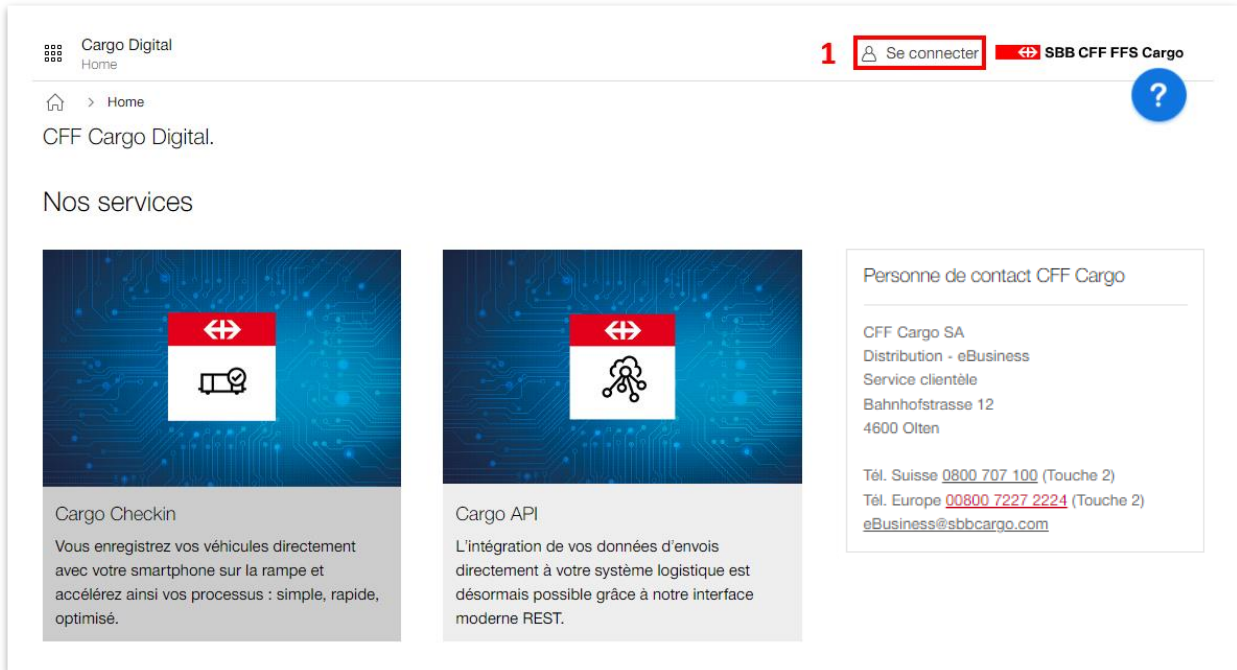 Cargo Digital
Home
1
Se connecter
SBB CFF FFS Cargo
> Home
?
CFF Cargo Digital.
Nos services
Cargo Checkin
Vous enregistrez vos véhicules directement
avec votre smartphone sur la rampe et
accélérez ainsi vos processus : simple, rapide,
optimisé.
Cargo API
L'intégration de vos données d'envois
directement à votre système logistique est
désormais possible grâce à notre interface
moderne REST.
Personne de contact CFF Cargo
CFF Cargo SA
Distribution - eBusiness
Service clientèle
Bahnhofstrasse 12
4600 Olten
Tél. Suisse 0800 707 100 (Touche 2)
Tél. Europe 00800 7227 2224 (Touche 2)
eBusiness@sbbcargo.com